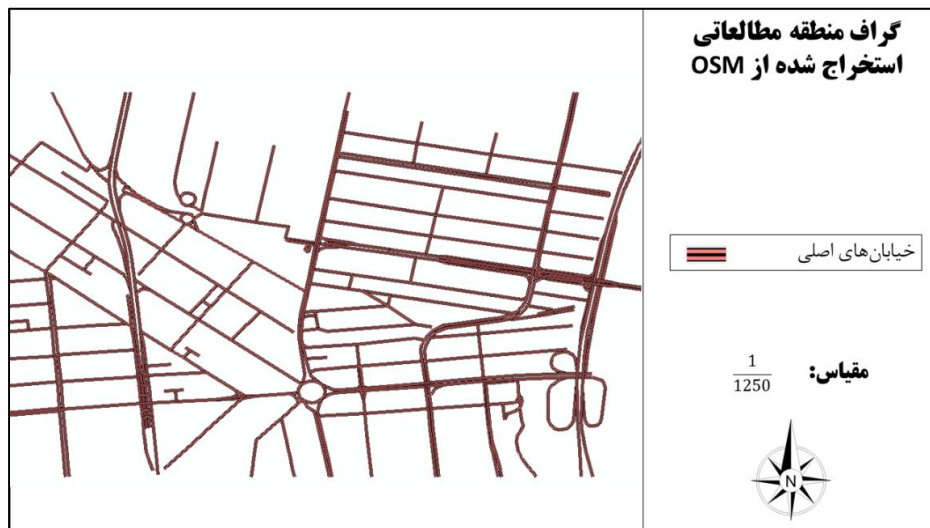 گراف منطقه مطالعاتی
استخراج شده از OSM
خیابان‌های اصلی
مقیاس: 1/1250
N